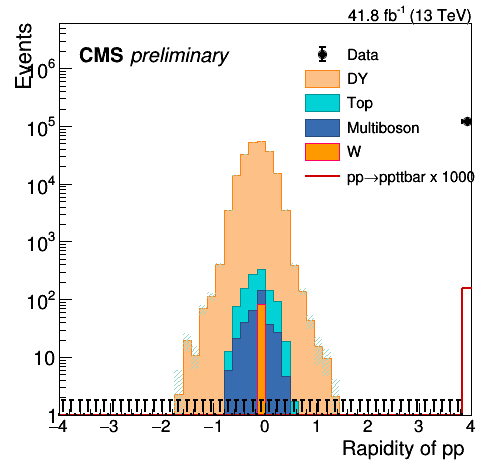 41.8 fb⁻¹ (13 TeV)
Events
CMS preliminary
Data
DY
Top
Multiboson
W
pp→ppttbar x 1000
10⁶
10⁵
10⁴
10³
10²
10
1
−4 −3 −2 −1 0 1 2 3 4
Rapidity of pp